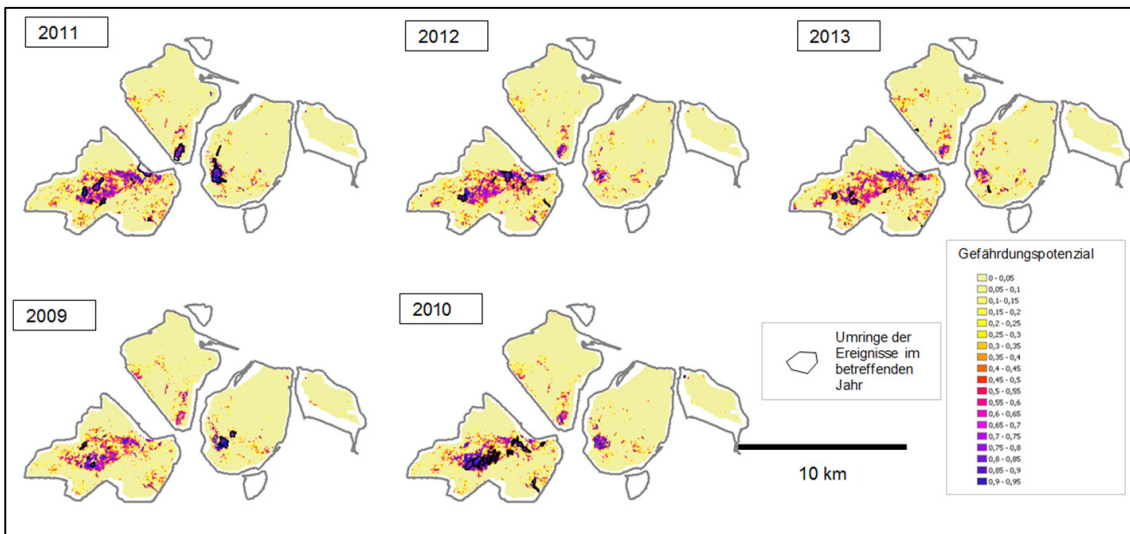 2011
2012
2013
Gefährdungspotenzial
0 - 0,05
0,05 - 0,1
0,1- 0,15
0,15 - 0,2
0,2 - 0,25
0,25 - 0,3
0,3 - 0,35
0,35 - 0,4
0,4 - 0,45
0,45 - 0,5
0,5 - 0,55
0,55 - 0,6
0,6 - 0,65
0,65 - 0,7
0,7 - 0,75
0,75 - 0,8
0,8 - 0,85
0,85 - 0,9
0,9 - 0,95
2009
2010
Umringe der
Ereignisse im
betreffenden
Jahr
10 km